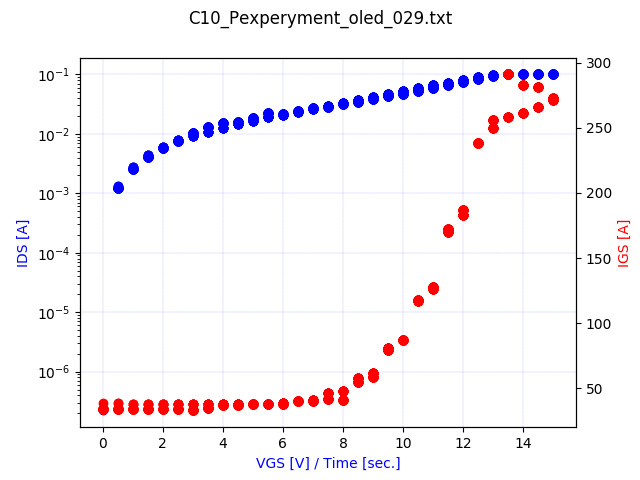 C10_Pexperyment_oled_029.txt
10⁻¹
10⁻²
10⁻³
10⁻⁴
10⁻⁵
10⁻⁶
IDS [A]
300
250
200
150
100
50
IGS [A]
0 2 4 6 8 10 12 14
VGS [V] / Time [sec.]